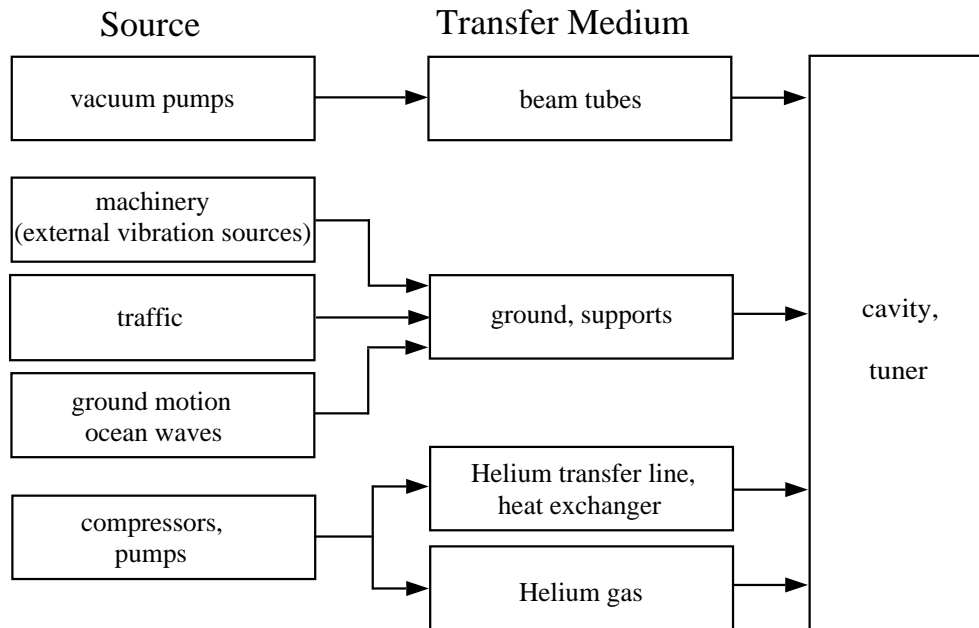 Source
Transfer Medium
vacuum pumps
beam tubes
machinery
(external vibration sources)
traffic
ground, supports
cavity,
tuner
ground motion
ocean waves
Helium transfer line,
heat exchanger
compressors,
pumps
Helium gas